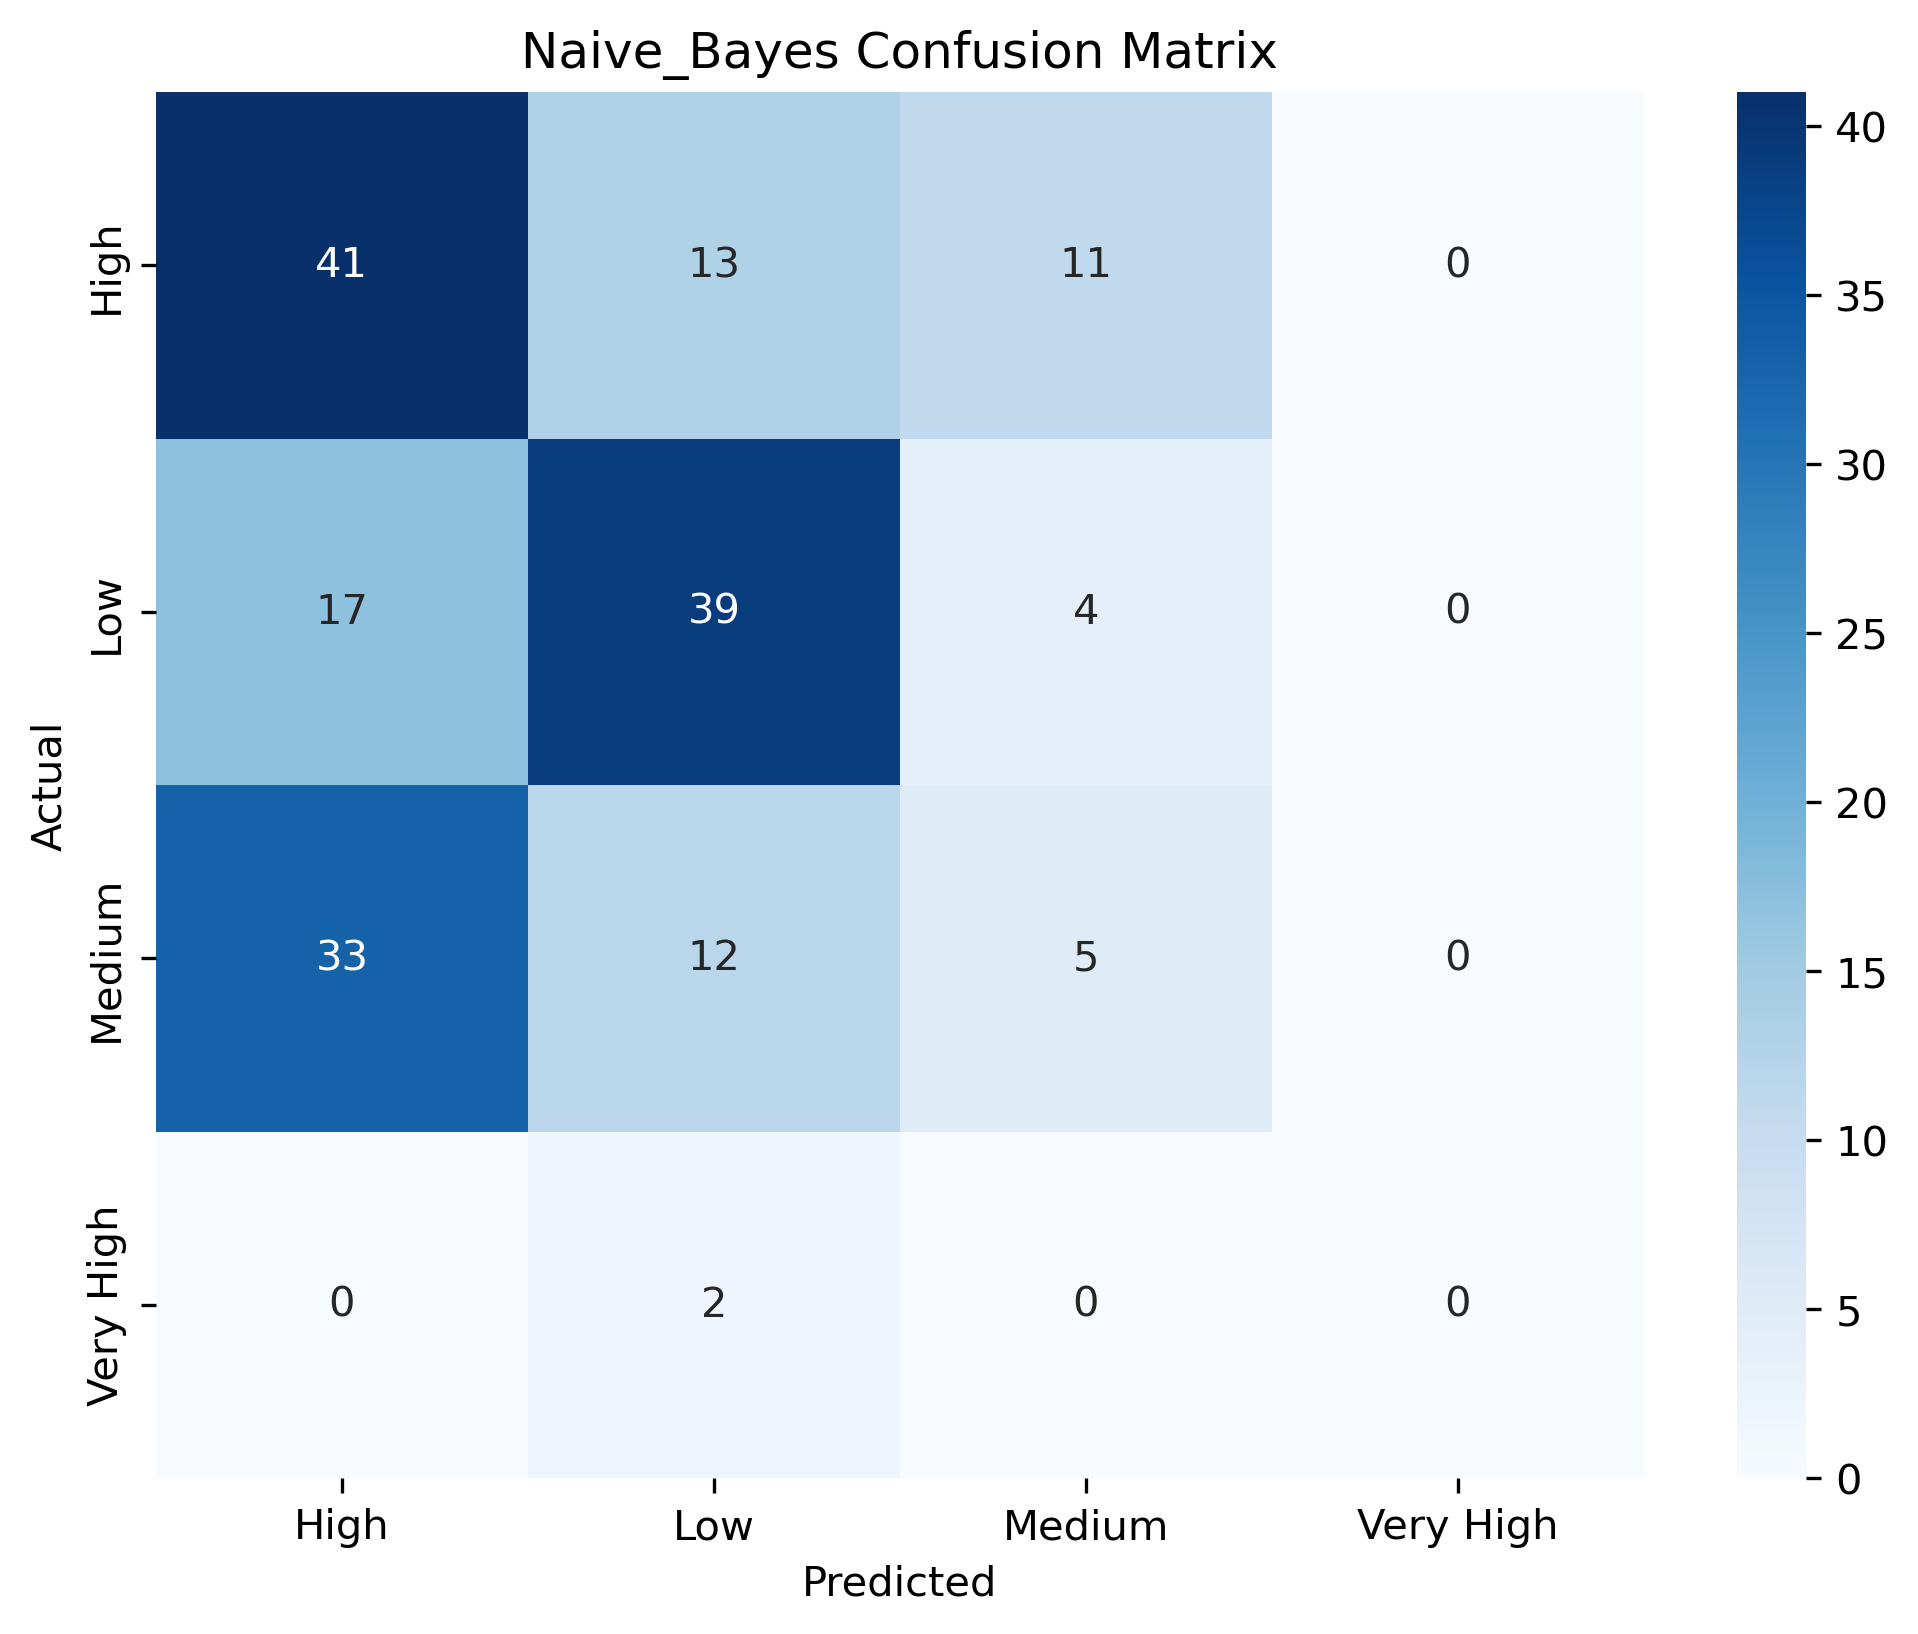 Naive_Bayes Confusion Matrix
Actual
High
41 13 11 0
Low
17 39 4 0
Medium
33 12 5 0
Very High
0 2 0 0
High Low Medium Very High
Predicted
40
35
30
25
20
15
10
5
0